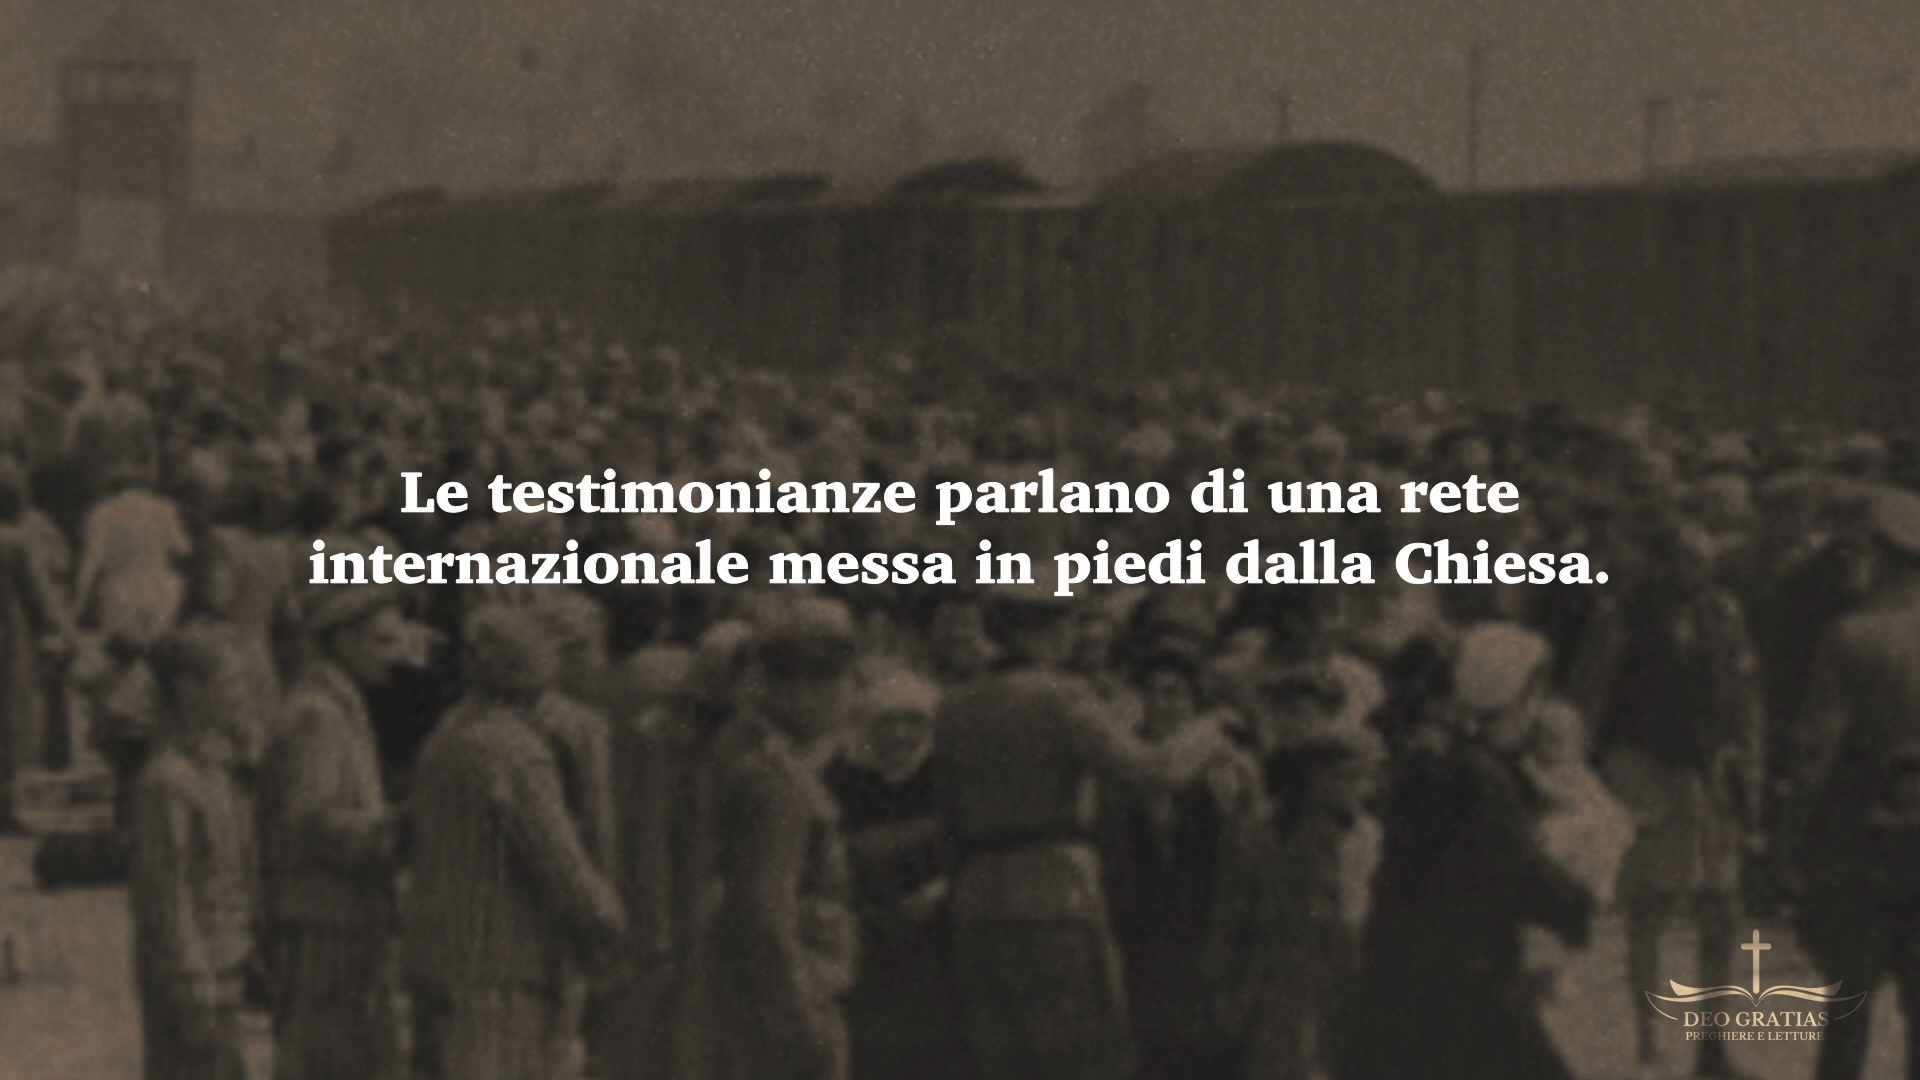 Le testimonianze parlano di una rete
internazionale messa in piedi dalla Chiesa.
DEO GRATIAS
PREGHIERE E LETTURE